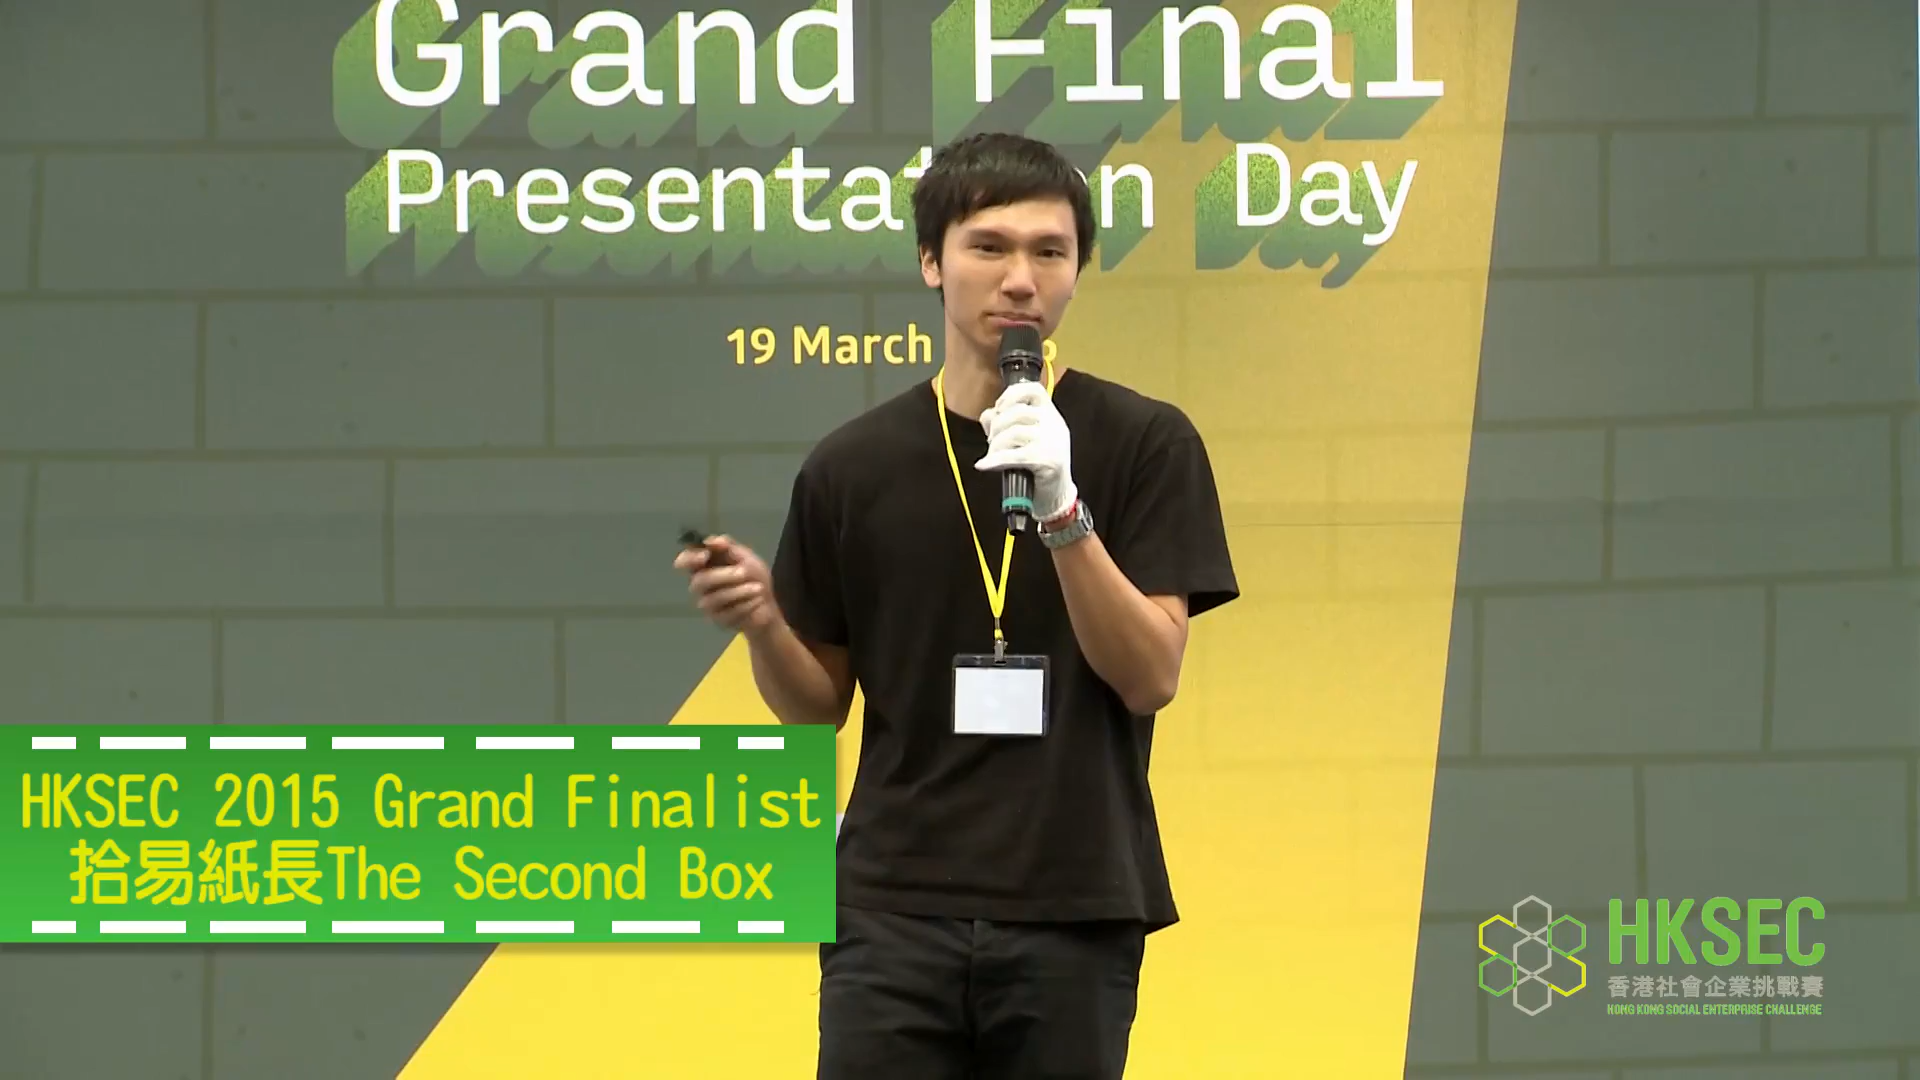 Grand Final
Presentation Day
19 March
HKSEC 2015 Grand Finalist
拾易紙長The Second Box
HKSEC
香港社會企業挑戰賽
HONG KONG SOCIAL ENTERPRISE CHALLENGE